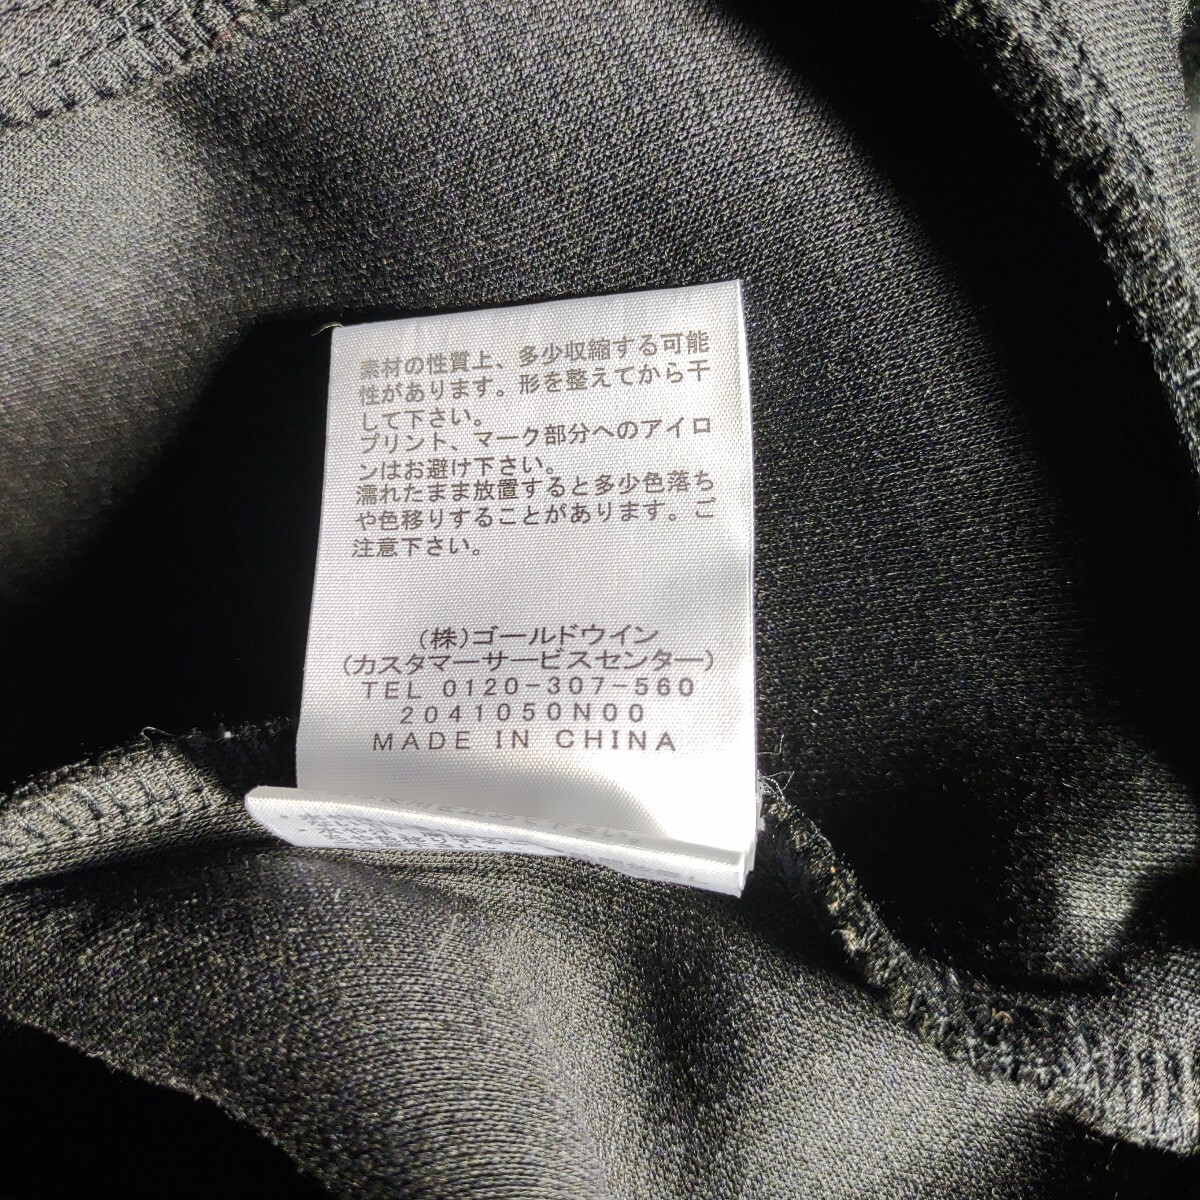 素材の性質上、多少収縮する可能
性があります。形を整えてから干
して下さい。
プリント、マーク部分へのアイロ
ンはお避け下さい。
濡れたまま放置すると多少色落ち
や色移りすることがあります。ご
注意下さい。
(株)ゴールドウイン
(カスタマーサービスセンター)
TEL 0120-307-560
2041050N00
MADE IN CHINA